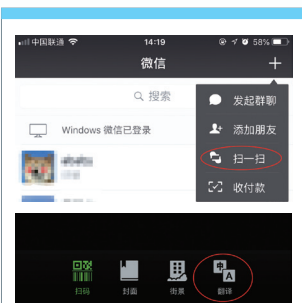 中国联通 14:19 58%
微信
搜索
发起群聊
Windows 微信已登录
添加朋友
扫一扫
收付款
中A
扫码 封面 街景 翻译